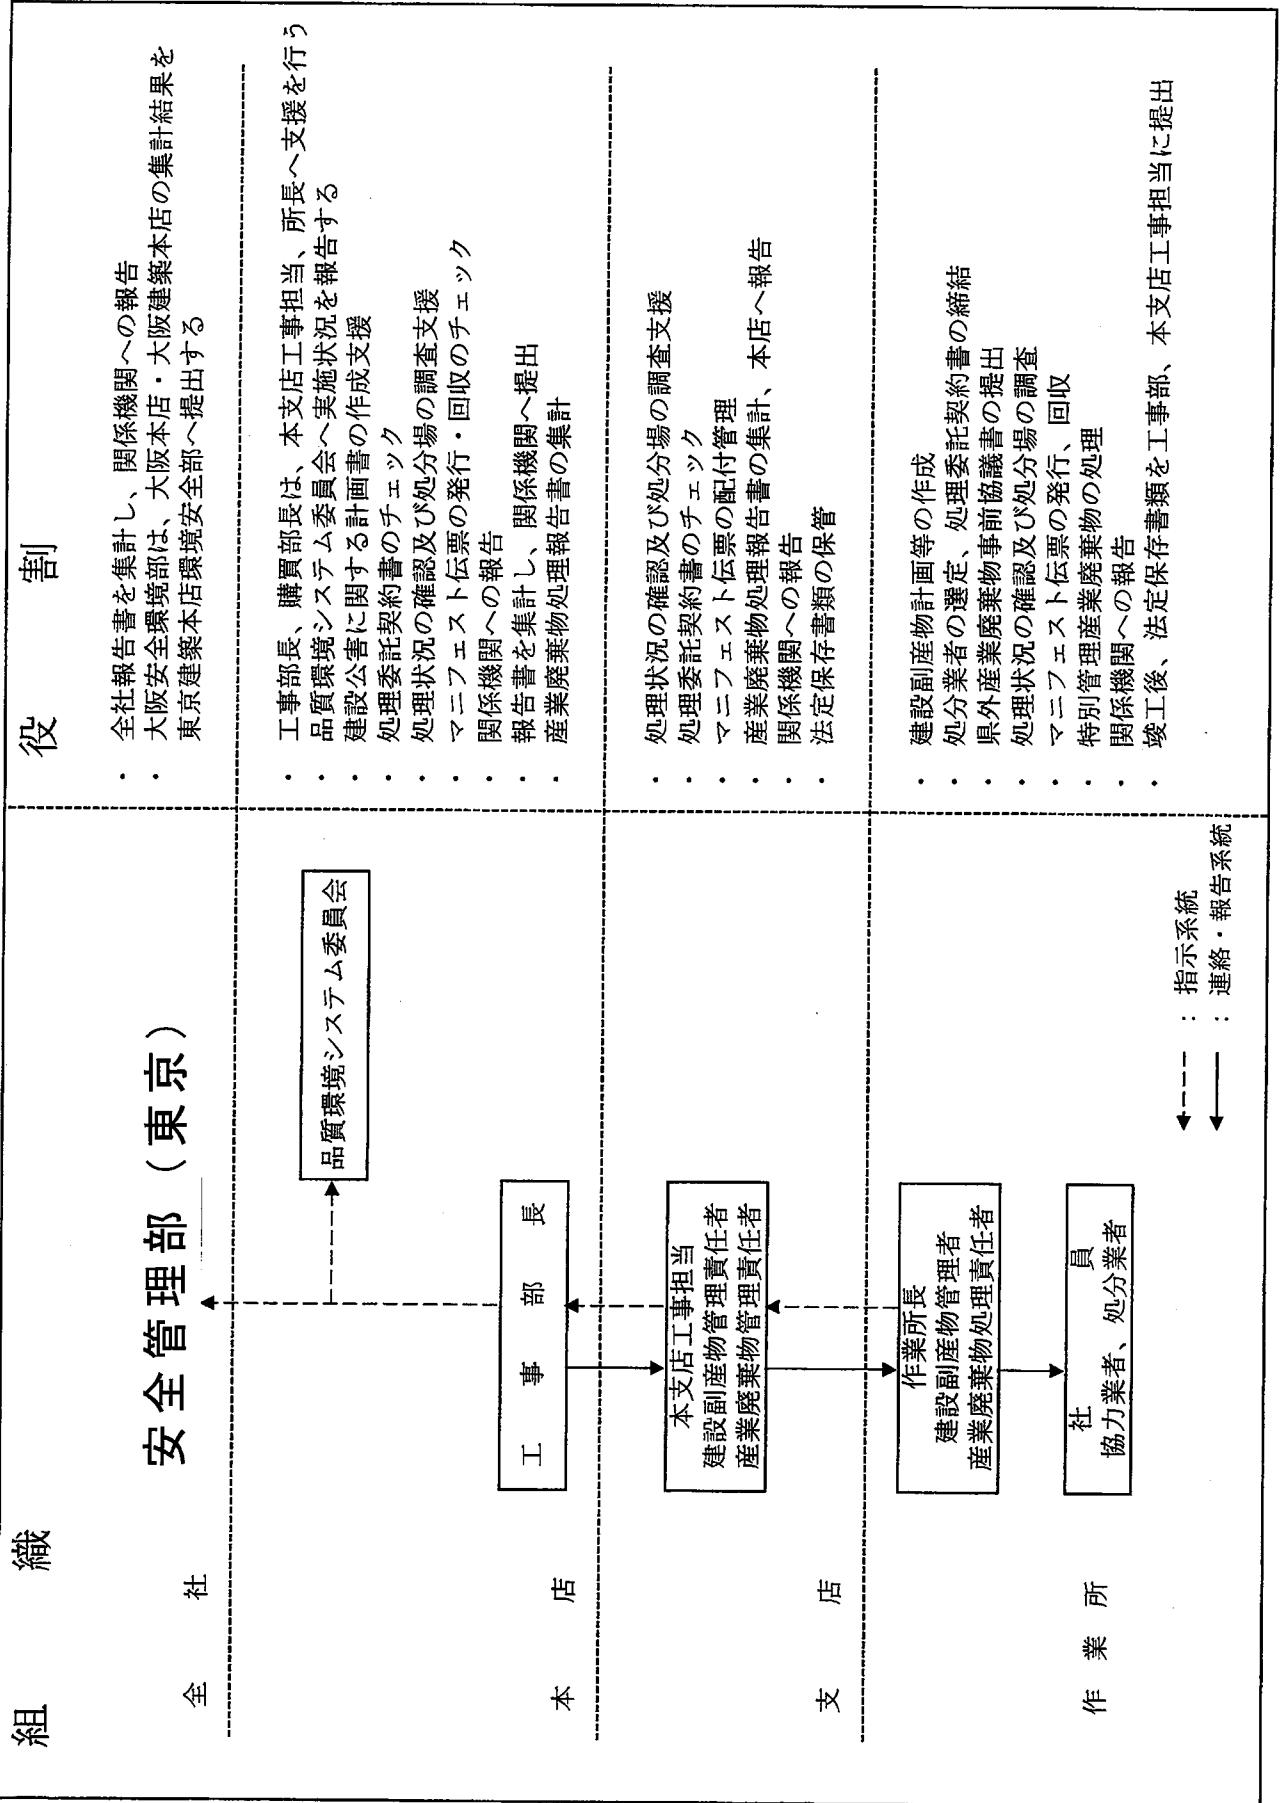 組　織
役　割
安全管理部（東京）
全　社
・ 全社報告書を集計し、関係機関への報告
・ 大阪安全環境部は、大阪本店・大阪建築本店の集計結果を
東京建築本店環境安全部へ提出する
品質環境システム委員会
工　事　部　長
本　店
・ 工事部長、購買部長は、本支店工事担当、所長へ支援を行う
・ 品質環境システム委員会へ実施状況を報告する
・ 建設公害に関する計画書の作成支援
・ 処理委託契約書のチェック
・ 処理状況の確認及び処分場の調査支援
・ マニフェスト伝票の発行・回収のチェック
・ 関係機関への報告
・ 報告書を集計し、関係機関へ提出
・ 産業廃棄物処理報告書の集計
本支店工事担当
建設副産物管理責任者
産業廃棄物管理責任者
支　店
・ 処理状況の確認及び処分場の調査支援
・ 処理委託契約書のチェック
・ マニフェスト伝票の配付管理
・ 産業廃棄物処理報告書の集計、本店へ報告
・ 関係機関への報告
・ 法定保存書類の保管
作業所長
建設副産物管理者
産業廃棄物処理責任者
社　員
協力業者、処分業者
作　業　所
・ 建設副産物計画等の作成
・ 処分業者の選定、処理委託契約書の締結
・ 県外産業廃棄物事前協議書の提出
・ 処理状況の確認及び処分場の調査
・ マニフェスト伝票の発行、回収
・ 特別管理産業廃棄物の処理
・ 関係機関への報告
・ 竣工後、法定保存書類を工事部、本支店工事担当に提出
：指示系統
：連絡・報告系統